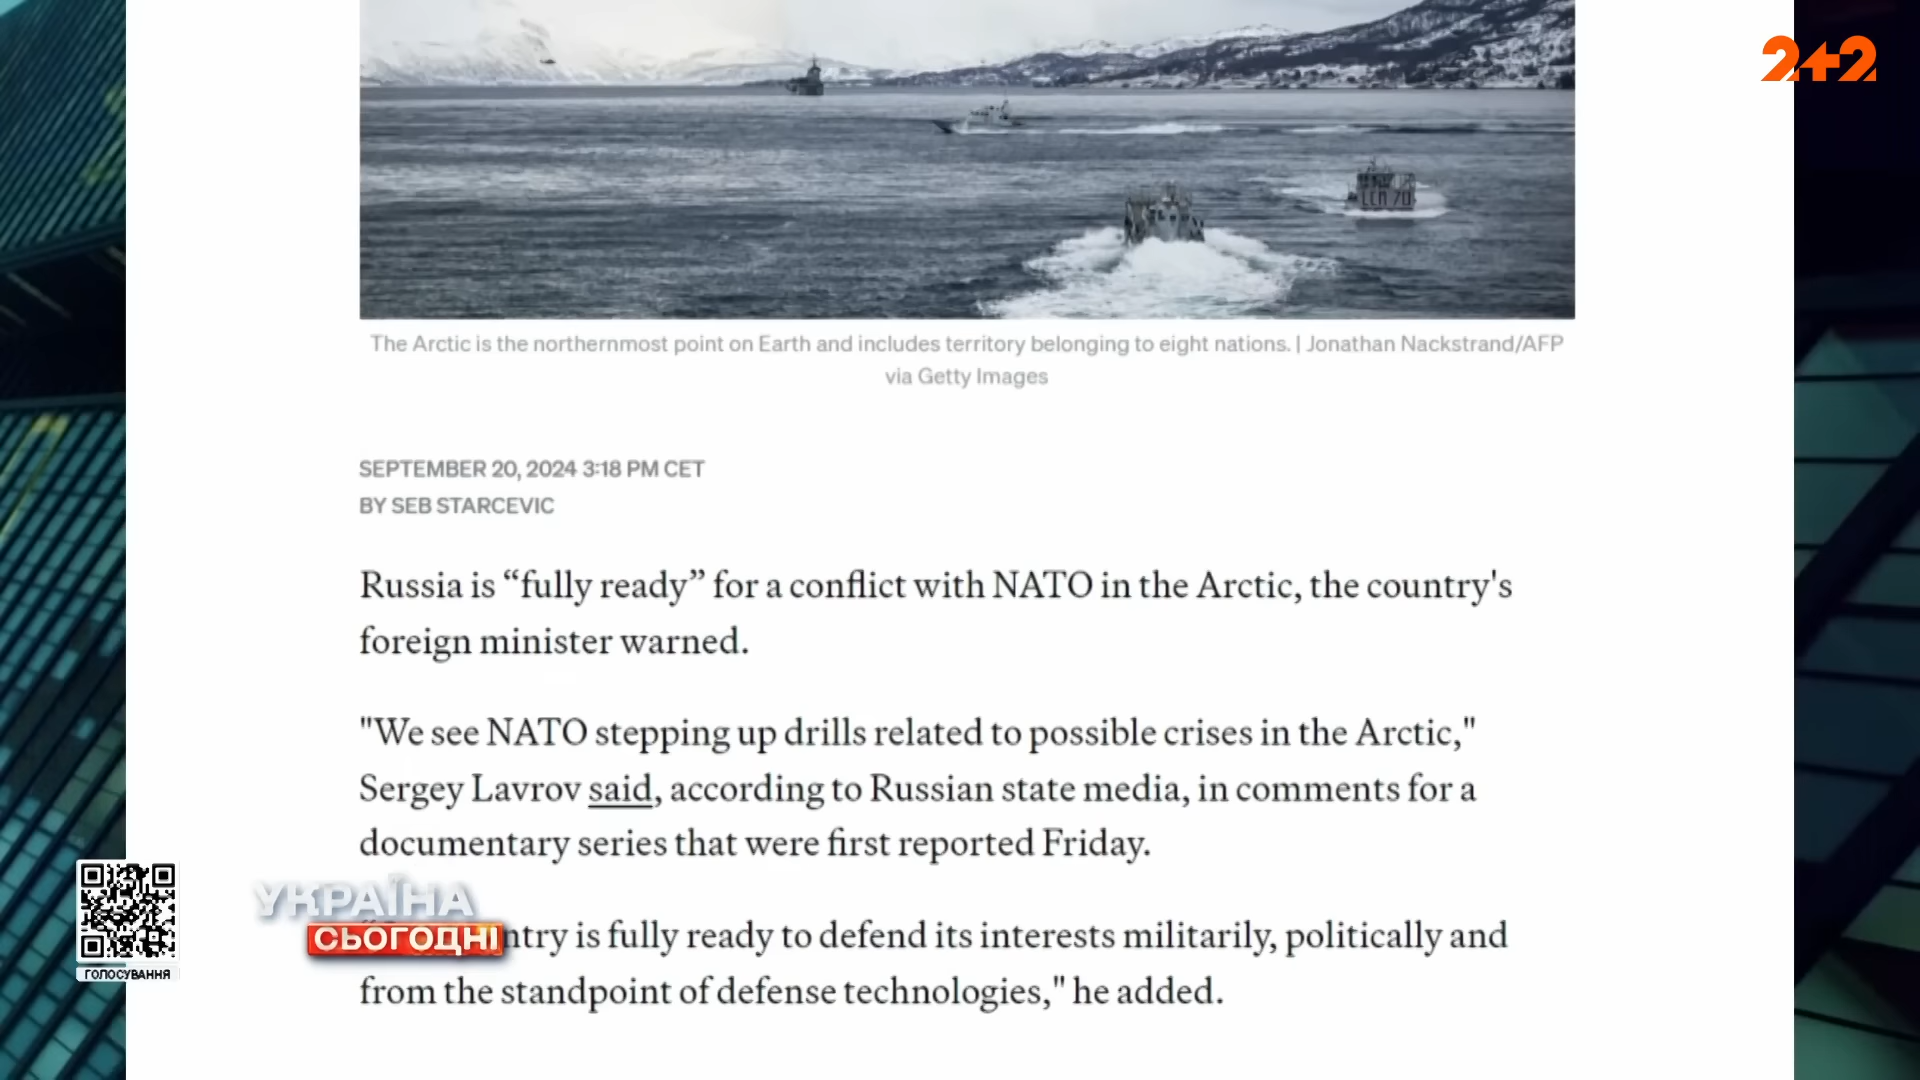 2+2
LCM 70
The Arctic is the northernmost point on Earth and includes territory belonging to eight nations. | Jonathan Nackstrand/AFP
via Getty Images
SEPTEMBER 20, 2024 3:18 PM CET
BY SEB STARCEVIC
Russia is “fully ready” for a conflict with NATO in the Arctic, the country's
foreign minister warned.
"We see NATO stepping up drills related to possible crises in the Arctic,"
Sergey Lavrov said, according to Russian state media, in comments for a
documentary series that were first reported Friday.
ntry is fully ready to defend its interests militarily, politically and
from the standpoint of defense technologies," he added.
УКРАЇНА
СЬОГОДНІ
ГОЛОСУВАННЯ